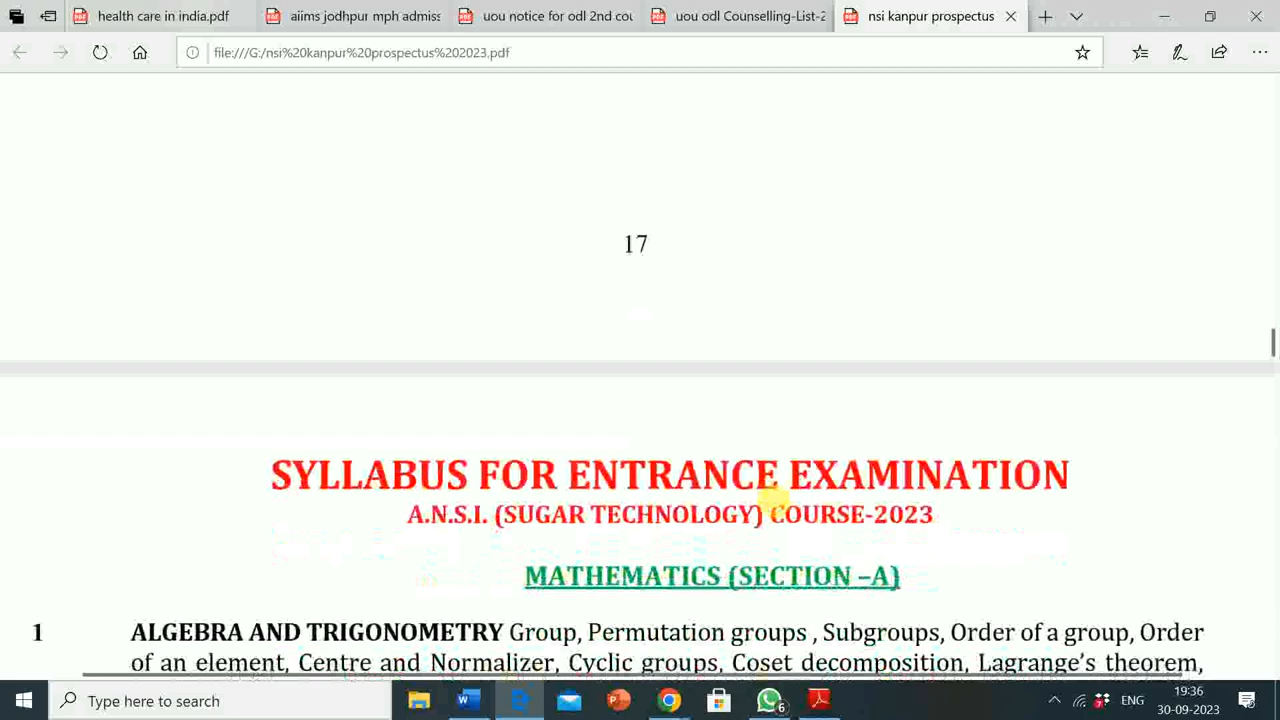 health care in india.pdf
aiims jodhpur mph admiss
uou notice for odl 2nd cou
uou odl Counselling-List-2
nsi kanpur prospectus
file:///G:/nsi%20kanpur%20prospectus%202023.pdf
17
SYLLABUS FOR ENTRANCE EXAMINATION
A.N.S.I. (SUGAR TECHNOLOGY) COURSE-2023
MATHEMATICS (SECTION –A)
1 ALGEBRA AND TRIGONOMETRY Group, Permutation groups , Subgroups, Order of a group, Order
of an element, Centre and Normalizer, Cyclic groups, Coset decomposition, Lagrange's theorem,
Type here to search
6
ENG
19:36
30-09-2023